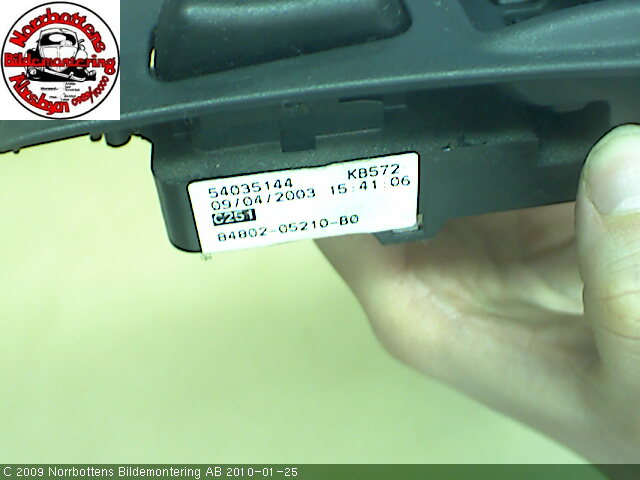 Norrbottens
Bildemontering
Älvsbyn
54035144 KB572
09/04/2003 15:41:06
C251
84802-05210-B0
C 2009 Norrbottens Bildemontering AB 2010-01-25